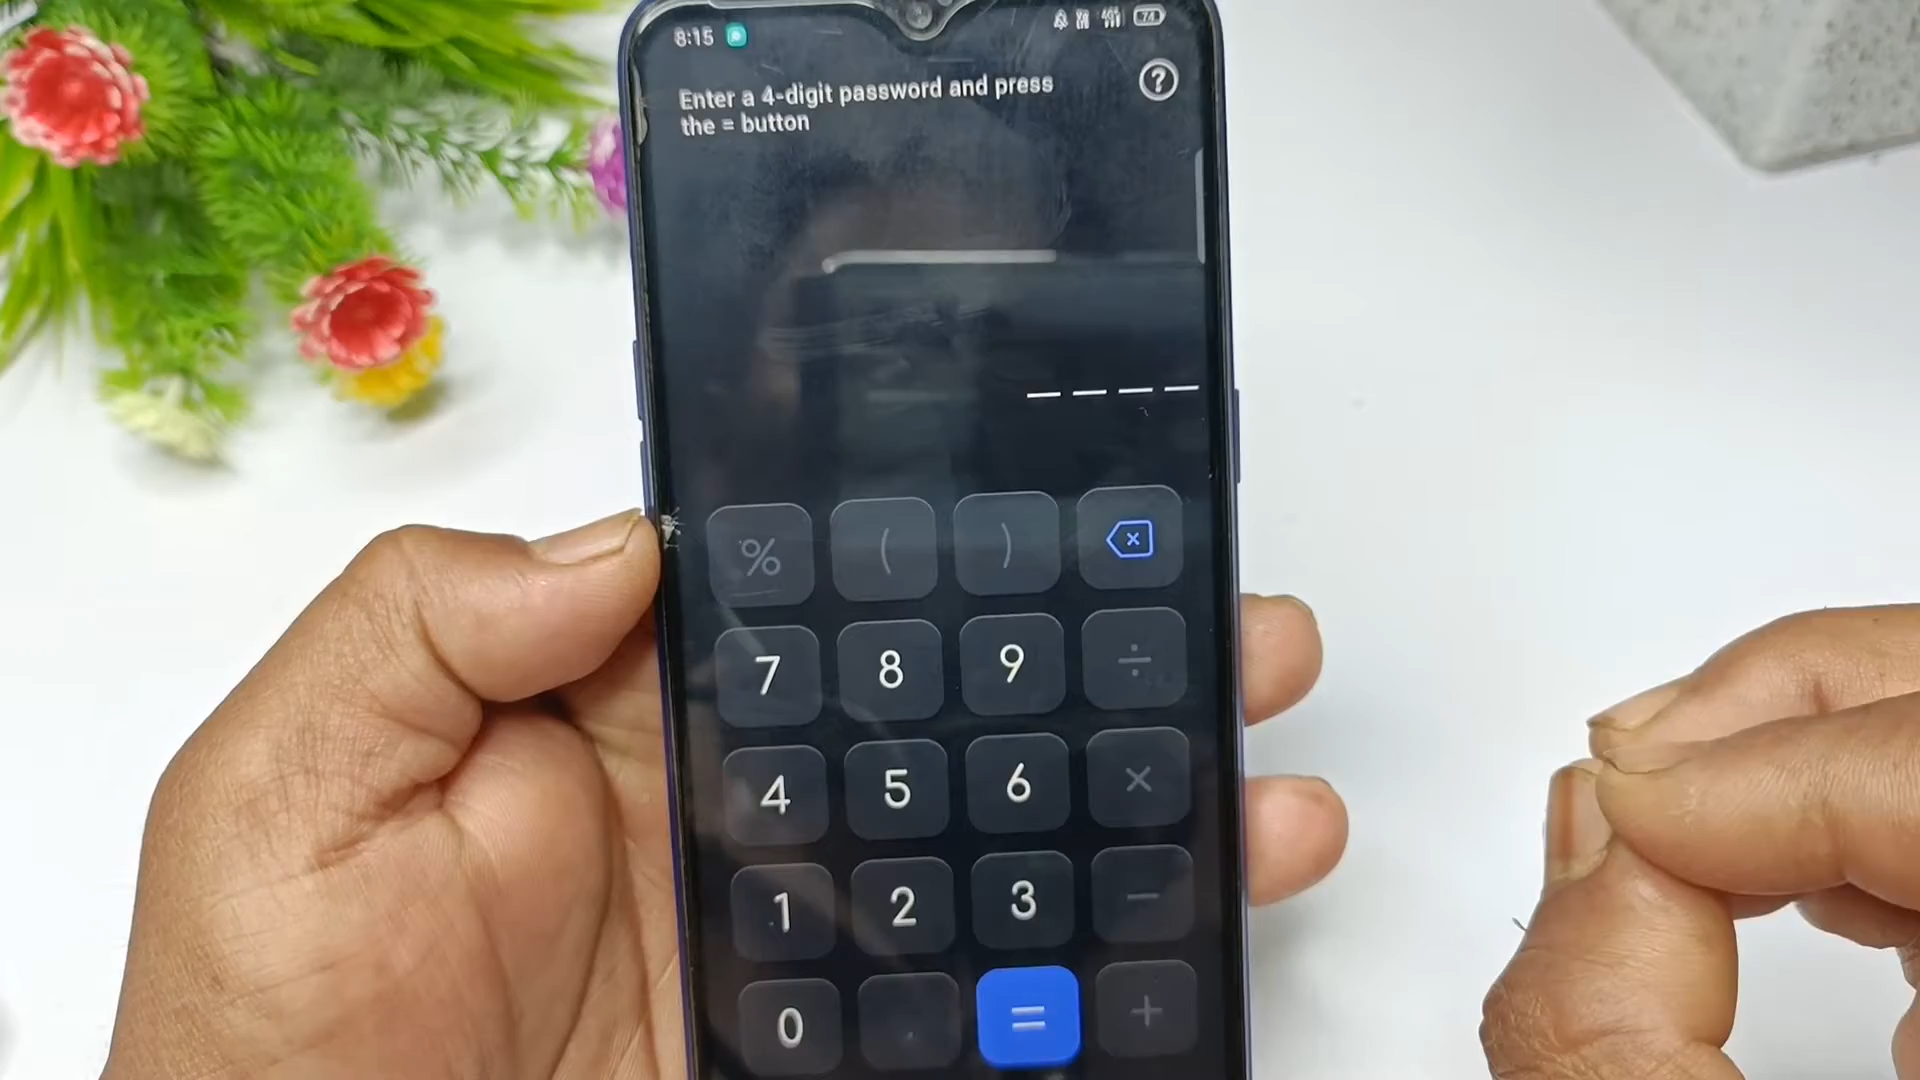 8:15 74
Enter a 4-digit password and press
the = button
% ( )
7 8 9 ÷
4 5 6 ×
1 2 3 −
0 . = +